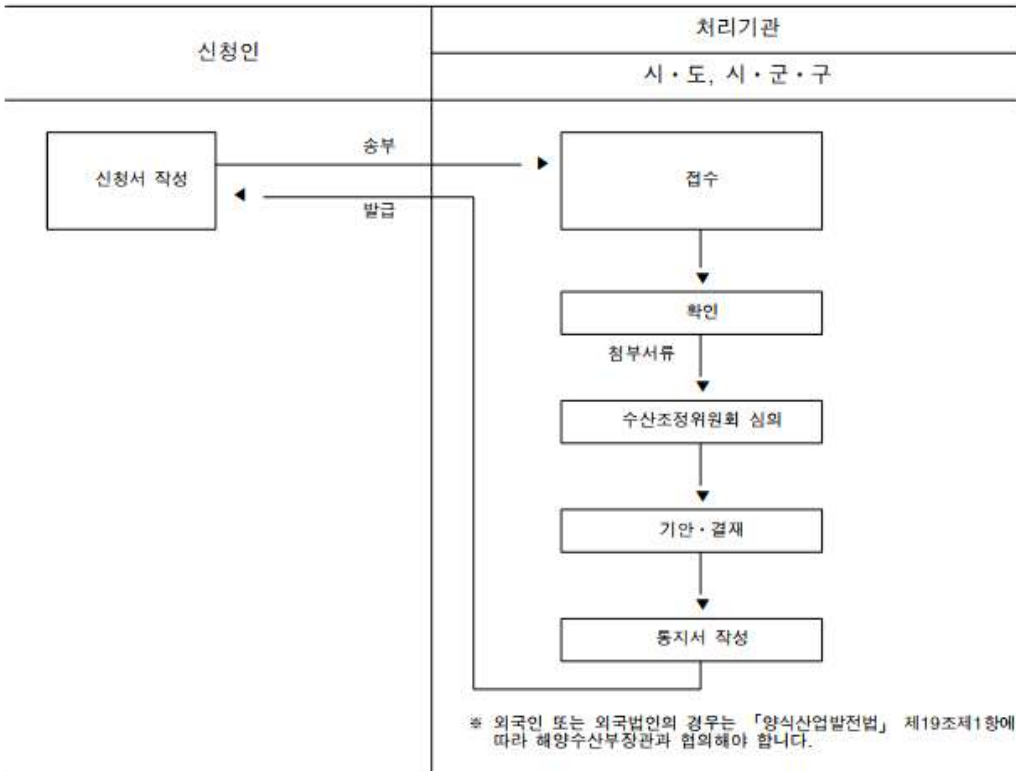 신청인
처리기관
시・도, 시・군・구
신청서 작성
송부
발급
접수
확인
첨부서류
수산조정위원회 심의
기안・결재
통지서 작성
※ 외국인 또는 외국법인의 경우는 「양식산업발전법」 제19조제1항에
따라 해양수산부장관과 협의해야 합니다.